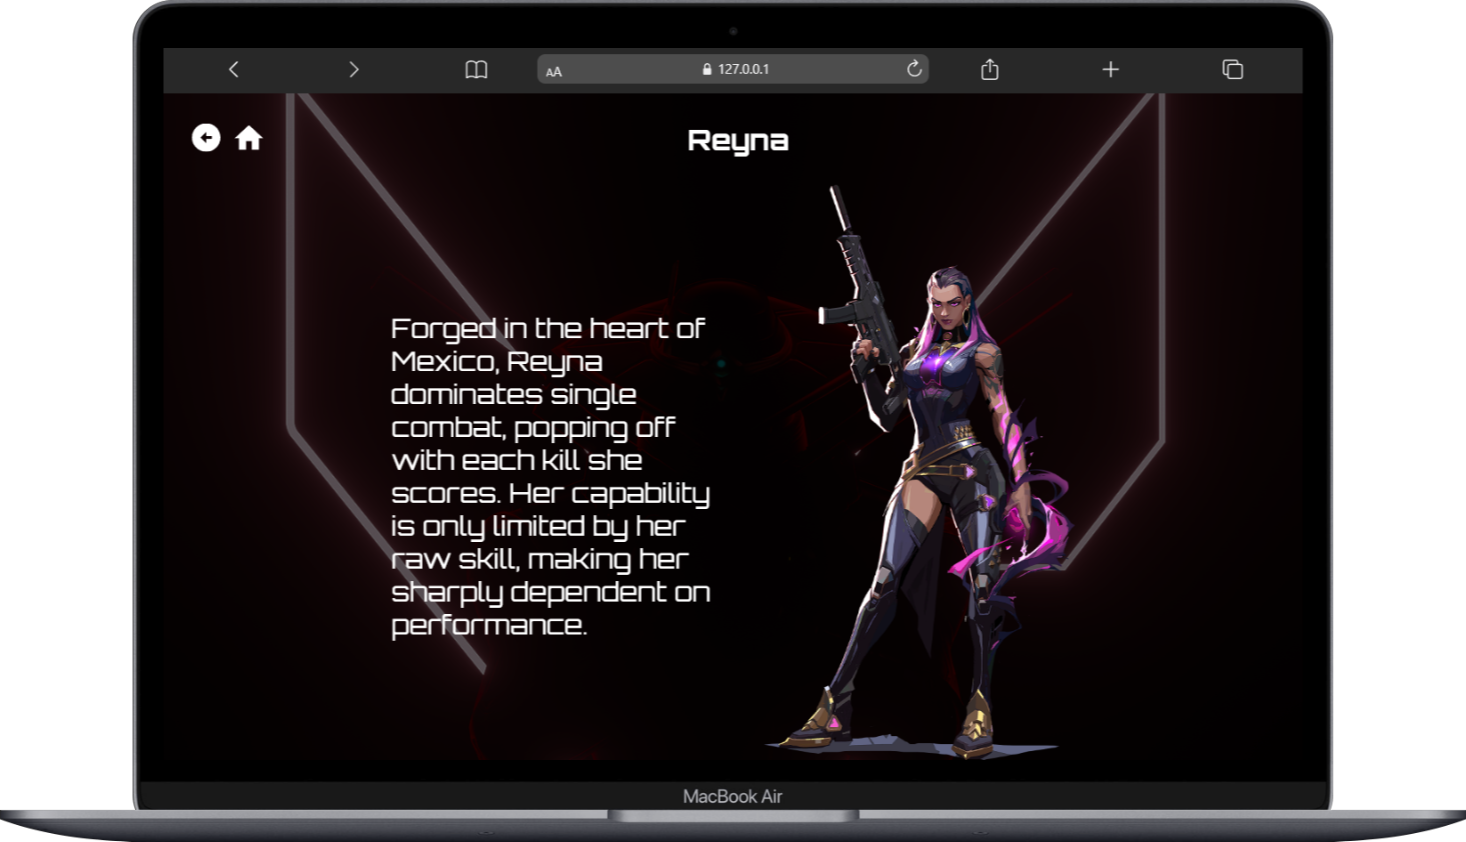 AA 127.0.0.1
Reyna
Forged in the heart of
Mexico, Reyna
dominates single
combat, popping off
with each kill she
scores. Her capability
is only limited by her
raw skill, making her
sharply dependent on
performance.
MacBook Air